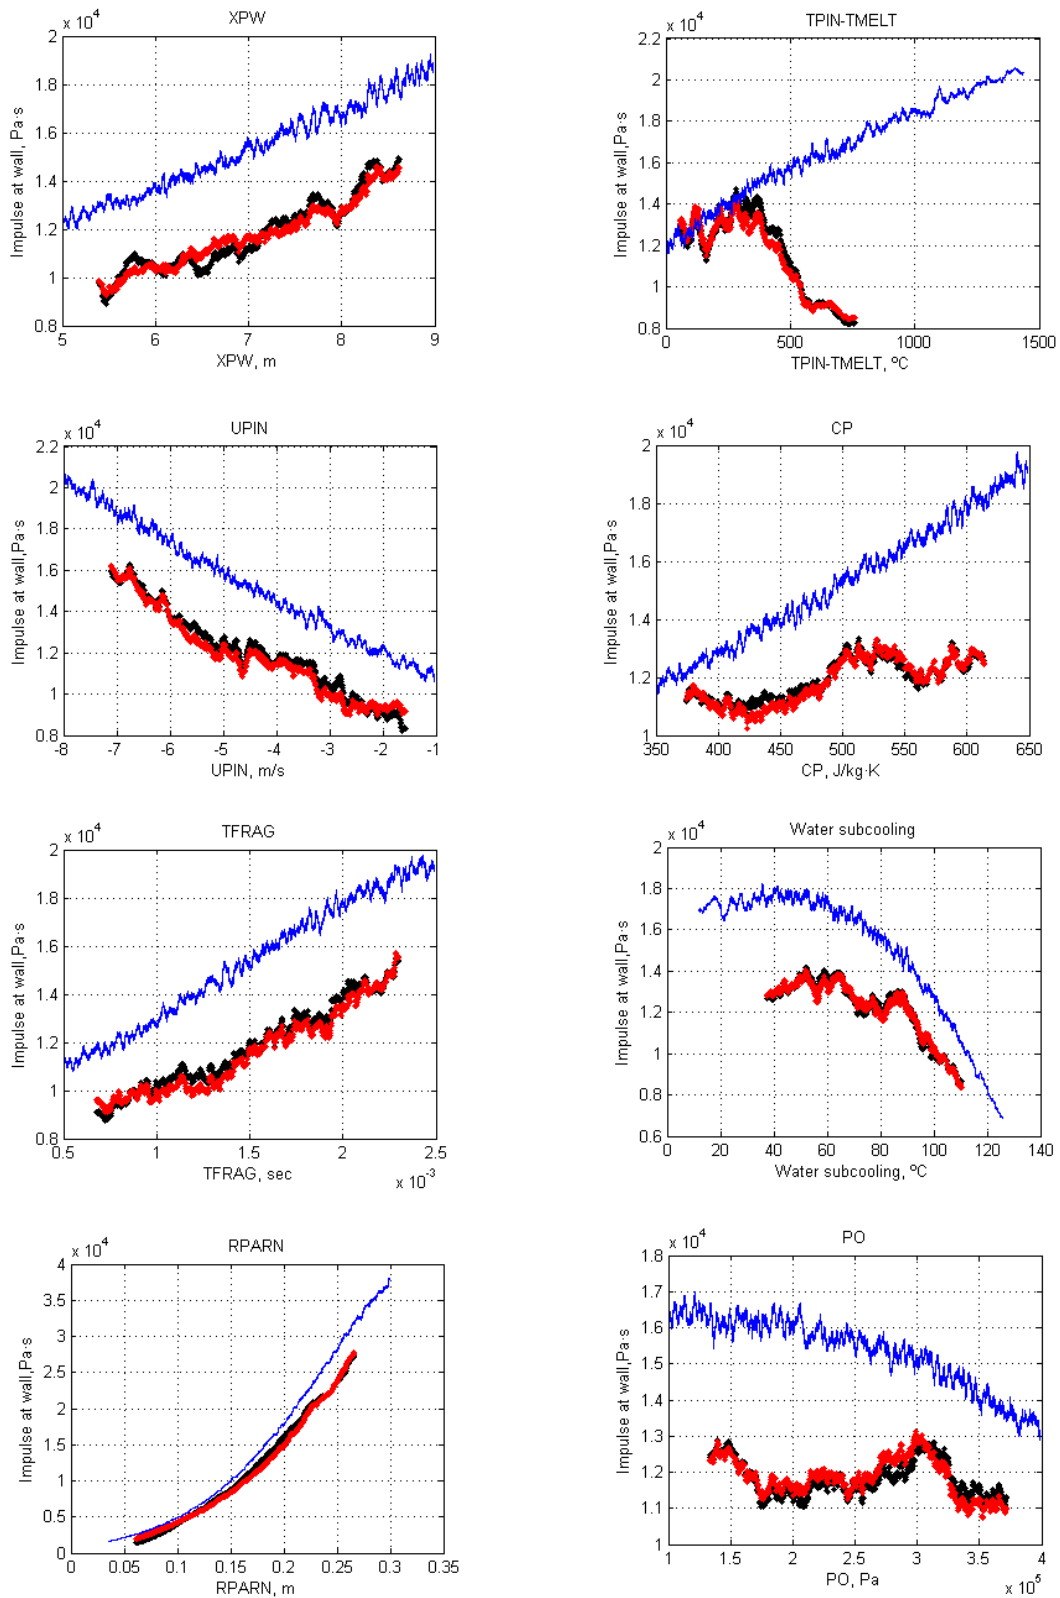 XPW
x 10^4
2
1.8
1.6
1.4
1.2
1
0.8
5 6 7 8 9
Impulse at wall, Pa·s
XPW, m
TPIN-TMELT
x 10^4
2.2
2
1.8
1.6
1.4
1.2
1
0.8
0 500 1000 1500
Impulse at wall,Pa·s
TPIN-TMELT, ºC
UPIN
x 10^4
2.2
2
1.8
1.6
1.4
1.2
1
0.8
-8 -7 -6 -5 -4 -3 -2 -1
Impulse at wall,Pa·s
UPIN, m/s
CP
x 10^4
2
1.8
1.6
1.4
1.2
1
350 400 450 500 550 600 650
Impulse at wall,Pa·s
CP, J/kg·K
TFRAG
x 10^4
2
1.8
1.6
1.4
1.2
1
0.8
0.5 1 1.5 2 2.5
Impulse at wall,Pa·s
TFRAG, sec
x 10^-3
Water subcooling
x 10^4
2
1.8
1.6
1.4
1.2
1
0.8
0.6
0 20 40 60 80 100 120 140
Impulse at wall,Pa·s
Water subcooling, ºC
RPARN
x 10^4
4
3.5
3
2.5
2
1.5
1
0.5
0
0 0.05 0.1 0.15 0.2 0.25 0.3 0.35
Impulse at wall,Pa·s
RPARN, m
PO
x 10^4
1.8
1.7
1.6
1.5
1.4
1.3
1.2
1.1
1
1 1.5 2 2.5 3 3.5 4
Impulse at wall,Pa·s
PO, Pa
x 10^5